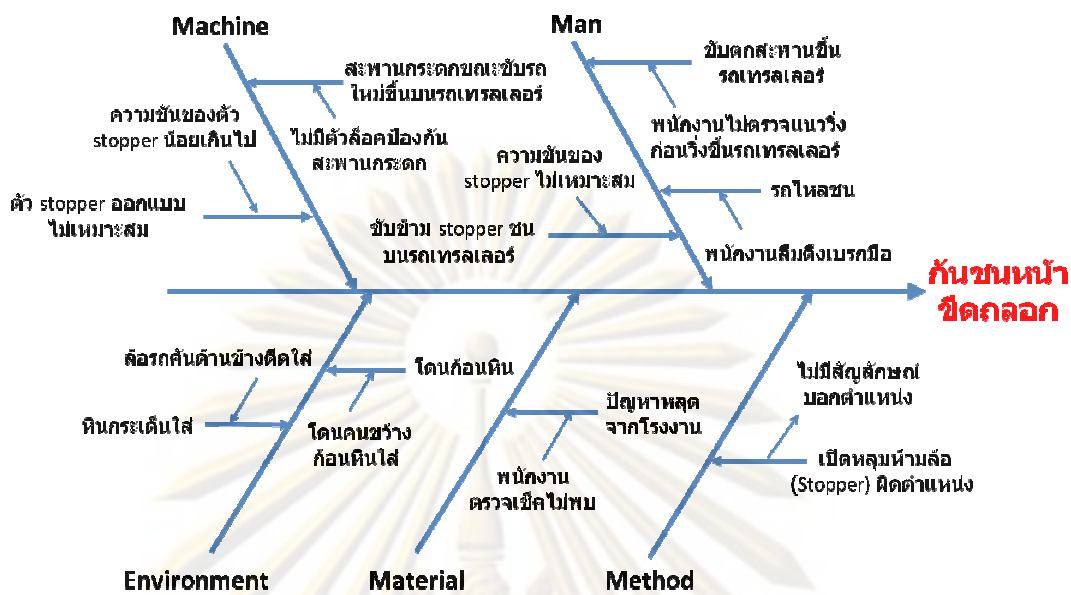 Machine
สะพานกระดกขณะขับรถ
ใหม่ขึ้นบนรถเทรลเลอร์
ไม่มีตัวล็อคป้องกัน
สะพานกระดก
ความชันของตัว
stopper น้อยเกินไป
ตัว stopper ออกแบบ
ไม่เหมาะสม
Man
ขับตกสะพานขึ้น
รถเทรลเลอร์
พนักงานไม่ตรวจแนววิ่ง
ก่อนวิ่งขึ้นรถเทรลเลอร์
รถไหลชน
พนักงานลืมดึงเบรกมือ
ความชันของ
stopper ไม่เหมาะสม
ขับข้าม stopper ชน
บนรถเทรลเลอร์
กันชนหน้า
ขีดถลอก
ล้อรถคันด้านข้างดีดใส่
หินกระเด็นใส่
โดนก้อนหิน
โดนคนขว้าง
ก้อนหินใส่
Environment
ปัญหาหลุด
จากโรงงาน
พนักงาน
ตรวจเช็คไม่พบ
Material
ไม่มีสัญลักษณ์
บอกตำแหน่ง
เปิดหลุมห้ามล้อ
(Stopper) ผิดตำแหน่ง
Method